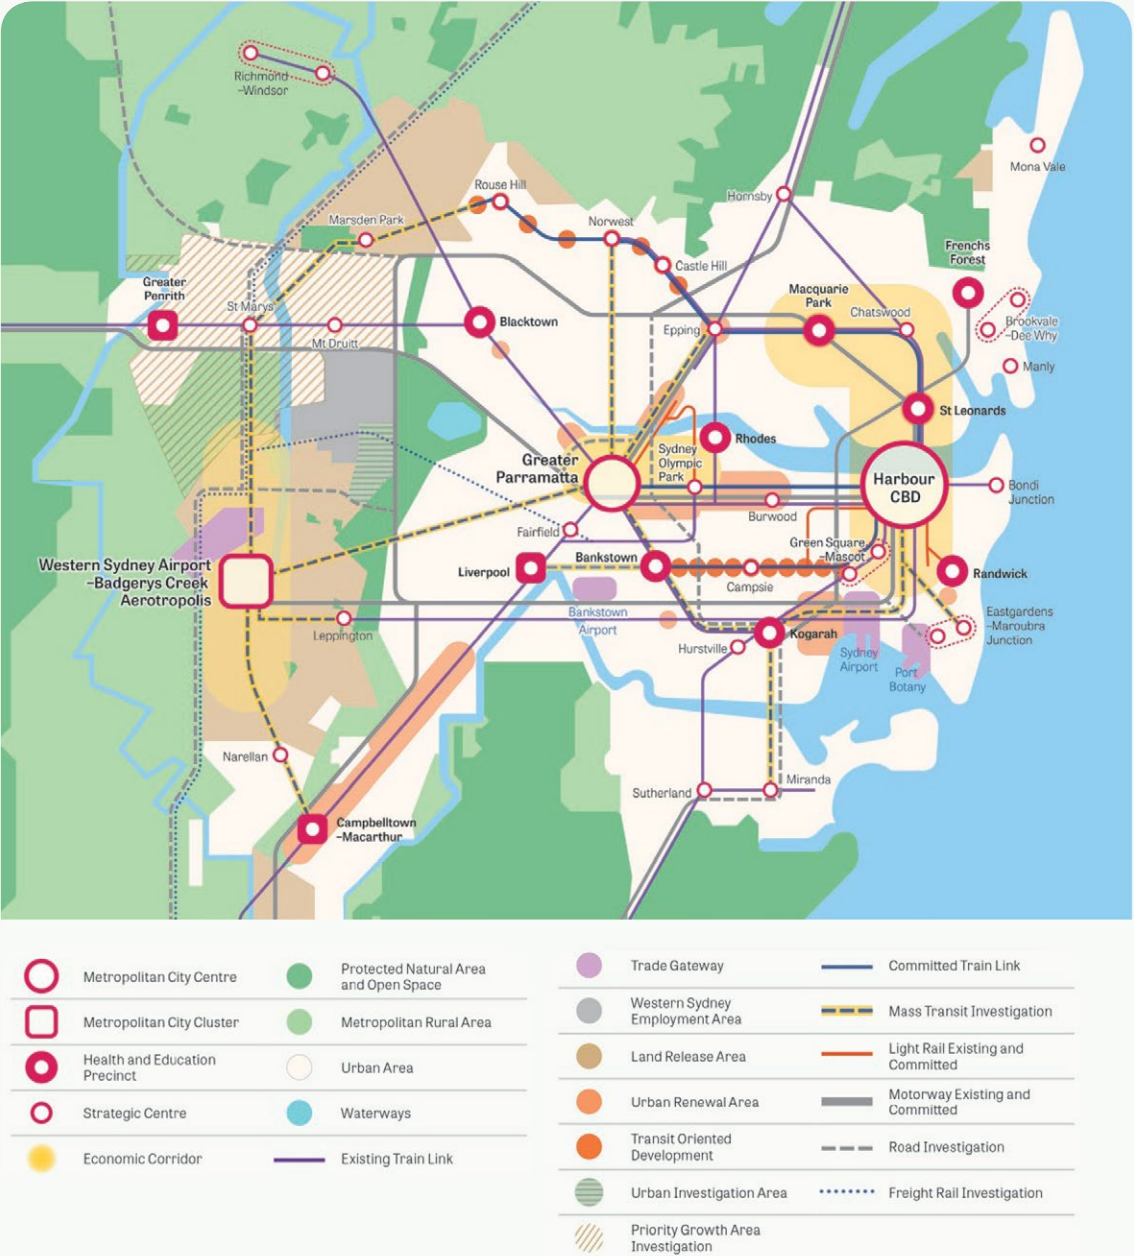 Richmond
–Windsor
Mona Vale
Rouse Hill
Hornsby
Marsden Park
Norwest
Frenchs
Forest
Castle Hill
Greater
Penrith
Macquarie
Park
St Marys
Chatswood
Blacktown
Epping
Brookvale
–Dee Why
Mt Druitt
Manly
St Leonards
Rhodes
Greater
Parramatta
Sydney
Olympic
Park
Harbour
CBD
Bondi
Junction
Burwood
Fairfield
Green Square
–Mascot
Western Sydney Airport
–Badgerys Creek
Aerotropolis
Liverpool
Bankstown
Campsie
Randwick
Bankstown
Airport
Eastgardens
–Maroubra
Junction
Leppington
Kogarah
Hurstville
Sydney
Airport
Port
Botany
Narellan
Sutherland
Miranda
Campbelltown
–Macarthur
Metropolitan City Centre
Metropolitan City Cluster
Health and Education
Precinct
Strategic Centre
Economic Corridor
Protected Natural Area
and Open Space
Metropolitan Rural Area
Urban Area
Waterways
Existing Train Link
Trade Gateway
Western Sydney
Employment Area
Land Release Area
Urban Renewal Area
Transit Oriented
Development
Urban Investigation Area
Priority Growth Area
Investigation
Committed Train Link
Mass Transit Investigation
Light Rail Existing and
Committed
Motorway Existing and
Committed
Road Investigation
Freight Rail Investigation